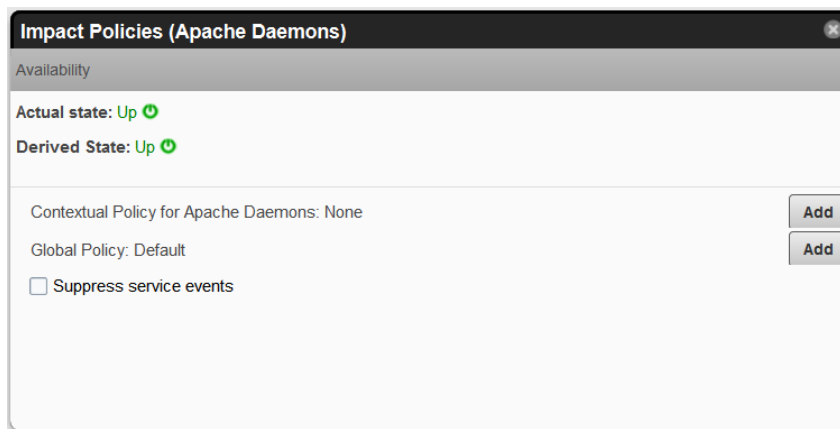 Impact Policies (Apache Daemons)
Availability
Actual state: Up
Derived State: Up
Contextual Policy for Apache Daemons: None Add
Global Policy: Default Add
Suppress service events